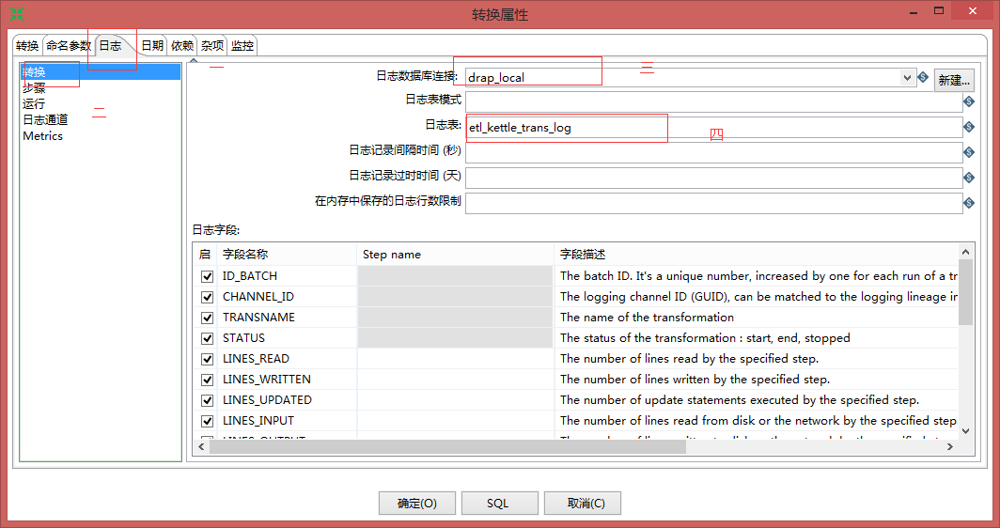 转换属性
转换 命名参数 日志 日期 依赖 杂项 监控
一
转换
步骤
运行
日志通道
Metrics
二
日志数据库连接: drap_local 新建...
三
日志表模式
日志表: etl_kettle_trans_log
四
日志记录间隔时间 (秒)
日志记录过时时间 (天)
在内存中保存的日志行数限制
日志字段:
启 字段名称 Step name 字段描述
ID_BATCH The batch ID. It's a unique number, increased by one for each run of a tr
CHANNEL_ID The logging channel ID (GUID), can be matched to the logging lineage in
TRANSNAME The name of the transformation
STATUS The status of the transformation : start, end, stopped
LINES_READ The number of lines read by the specified step.
LINES_WRITTEN The number of lines written by the specified step.
LINES_UPDATED The number of update statements executed by the specified step.
LINES_INPUT The number of lines read from disk or the network by the specified step.
确定(O) SQL 取消(C)